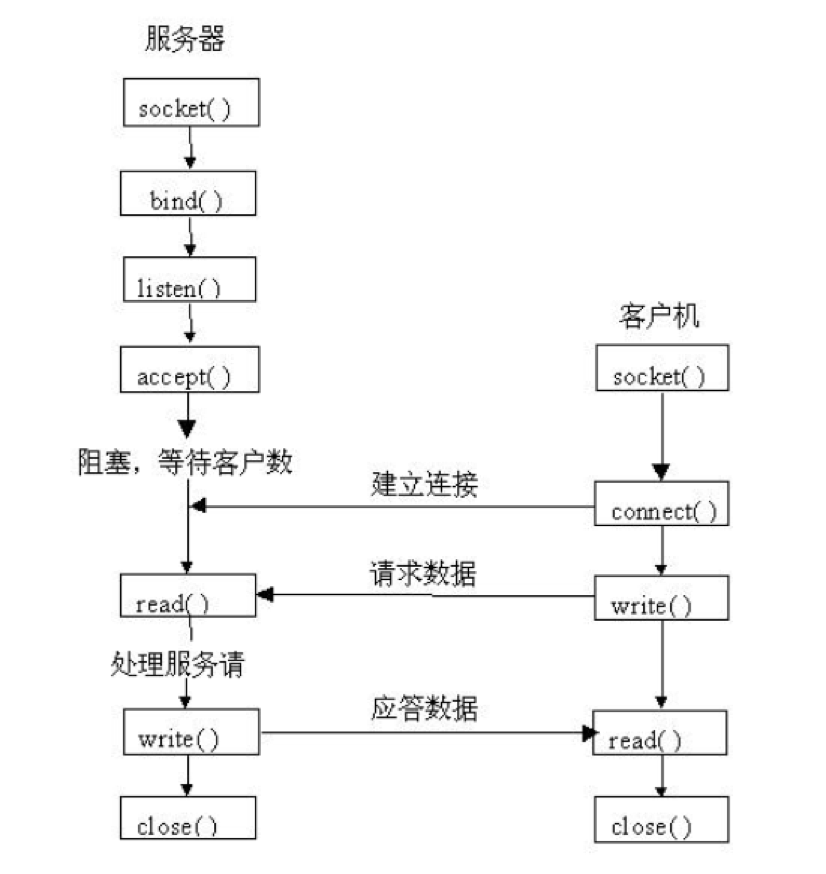 服务器
socket( )
bind( )
listen( )
accept( )
阻塞，等待客户数
read( )
处理服务请
write( )
close( )
建立连接
请求数据
应答数据
客户机
socket( )
connect( )
write( )
read( )
close( )